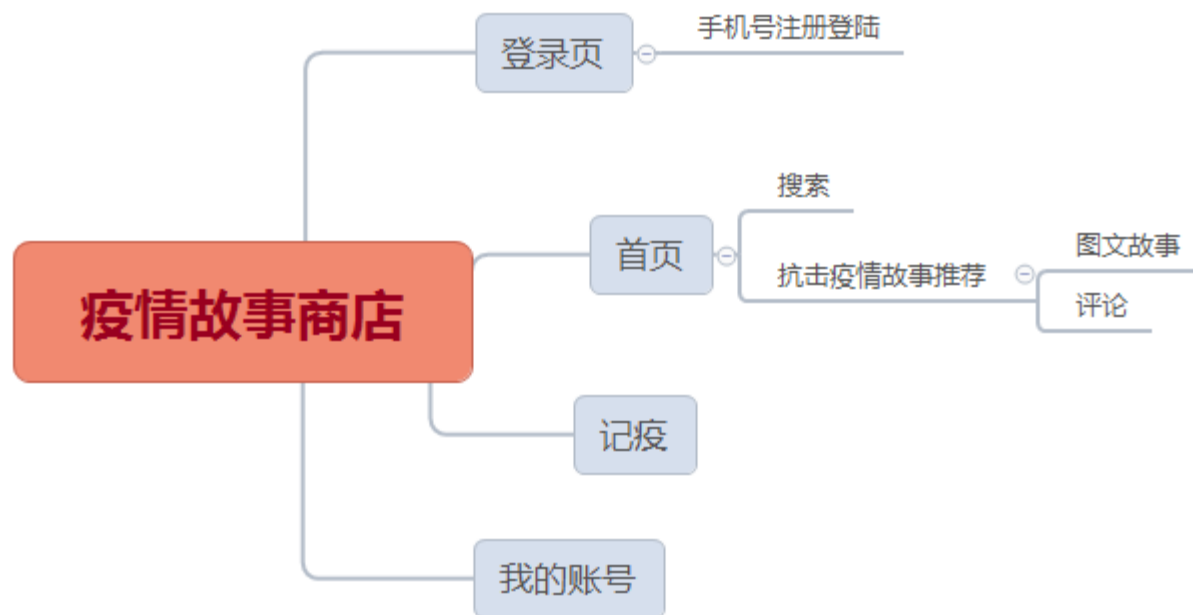 手机号注册登陆
登录页
搜索
首页
图文故事
抗击疫情故事推荐
评论
疫情故事商店
记疫
我的账号